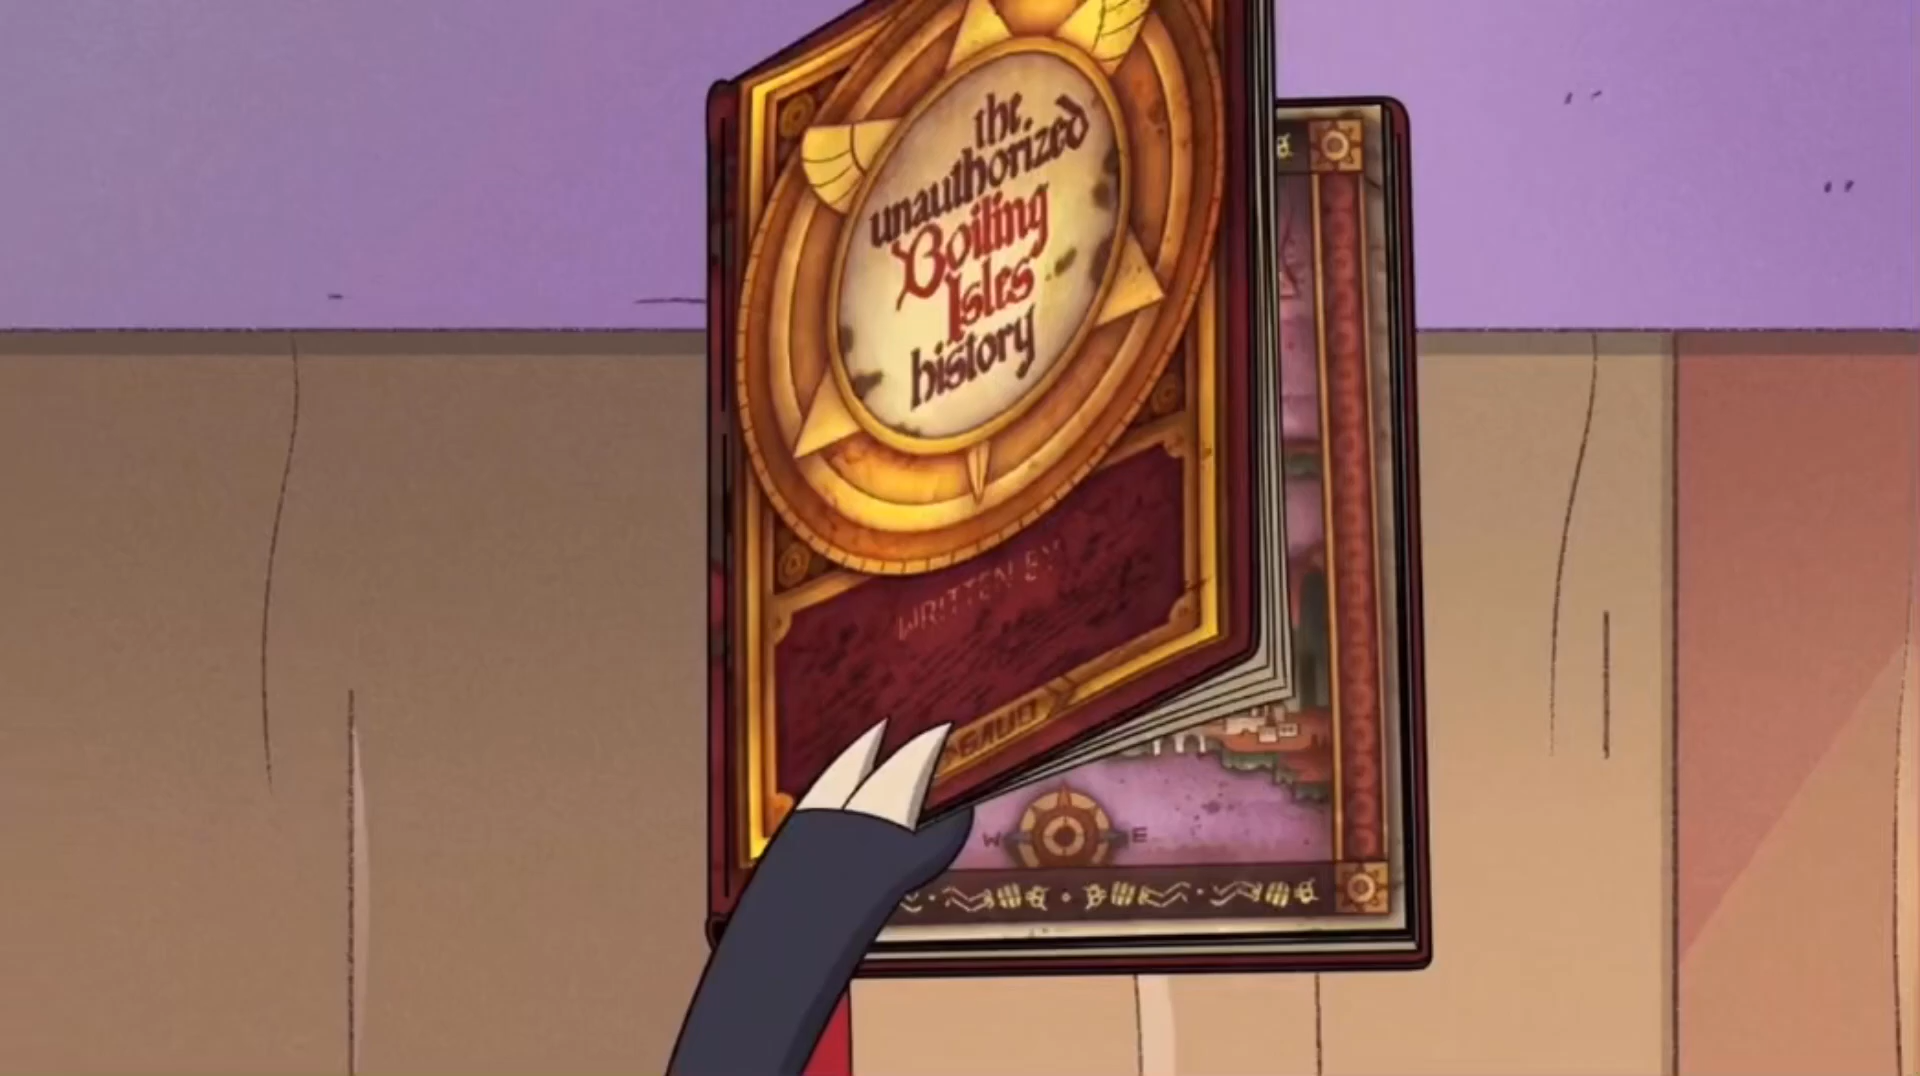 the
unauthorized
Boiling
Isles
history
WRITTEN BY
W E